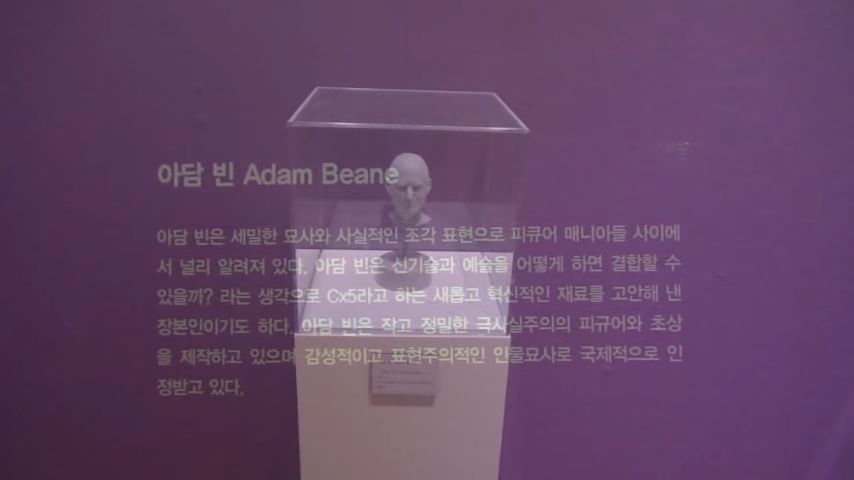 아담 빈 Adam Beane
아담 빈은 세밀한 묘사와 사실적인 조각 표현으로 피큐어 매니아들 사이에
서 널리 알려져 있다. 아담 빈은 신기술과 예술을 어떻게 하면 결합할 수
있을까? 라는 생각으로 Cx5라고 하는 새롭고 혁신적인 재료를 고안해 낸
장본인이기도 하다. 아담 빈은 작고 정밀한 극사실주의의 피규어와 초상
을 제작하고 있으며 감성적이고 표현주의적인 인물묘사로 국제적으로 인
정받고 있다.